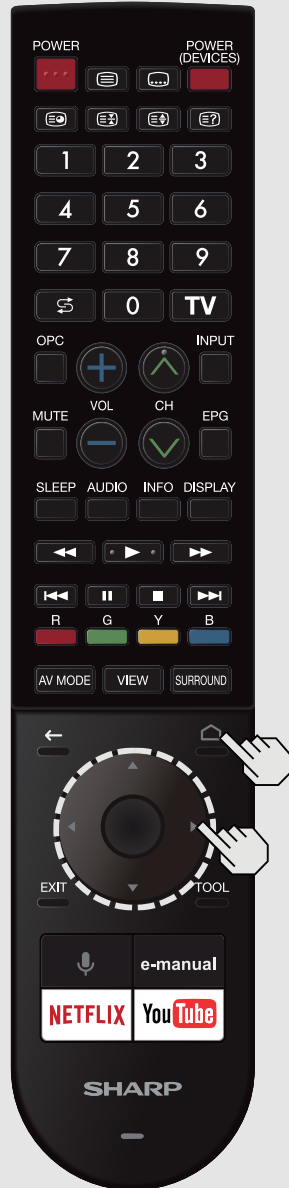 POWER POWER
(DEVICES)
1 2 3
4 5 6
7 8 9
0 TV
OPC INPUT
MUTE VOL CH EPG
SLEEP AUDIO INFO DISPLAY
R G Y B
AV MODE VIEW SURROUND
EXIT TOOL
e-manual
NETFLIX YouTube
SHARP